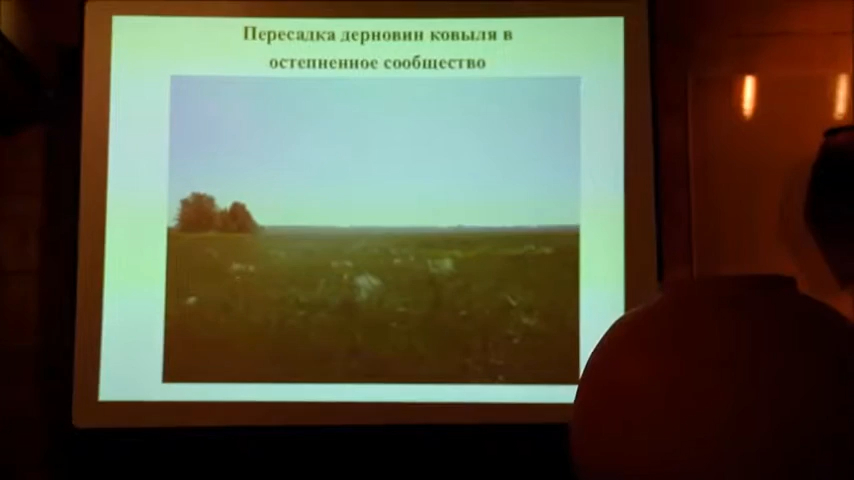 Пересадка дерновин ковыля в
остепненное сообщество